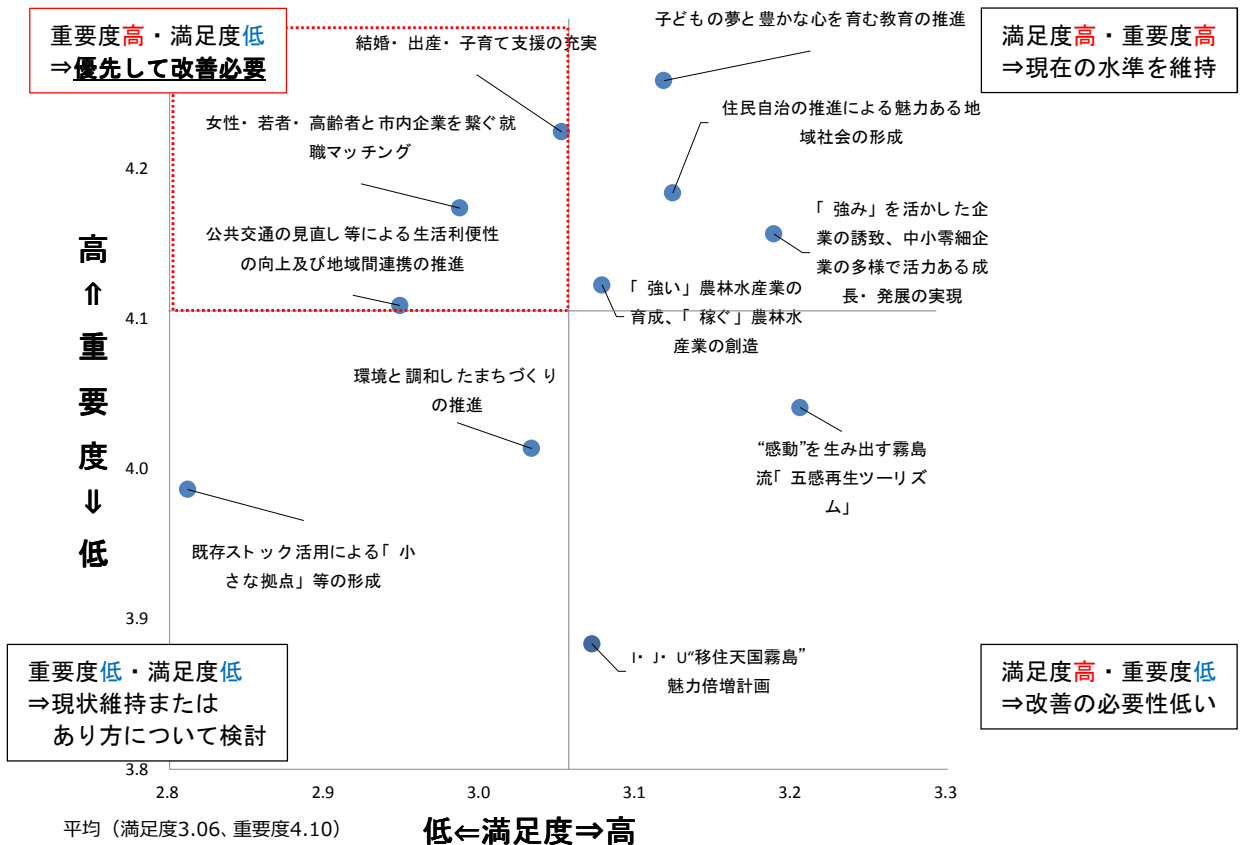 子どもの夢と豊かな心を育む教育の推進
重要度高・満足度低
⇒優先して改善必要
結婚・出産・子育て支援の充実
満足度高・重要度高
⇒現在の水準を維持
女性・若者・高齢者と市内企業を繋ぐ就
職マッチング
住民自治の推進による魅力ある地
域社会の形成
4.2
公共交通の見直し等による生活利便性
の向上及び地域間連携の推進
「強み」を活かした企
業の誘致、中小零細企
業の多様で活力ある成
長・発展の実現
「強い」農林水産業の
育成、「稼ぐ」農林水
産業の創造
4.1
高
⇑
重
要
度
⇓
低
環境と調和したまちづくり
の推進
4.0
“感動”を生み出す霧島
流「五感再生ツーリズ
ム」
既存ストック活用による「小
さな拠点」等の形成
3.9
重要度低・満足度低
⇒現状維持または
あり方について検討
I・J・U“移住天国霧島”
魅力倍増計画
満足度高・重要度低
⇒改善の必要性低い
3.8
2.8 2.9 3.0 3.1 3.2 3.3
平均（満足度3.06、重要度4.10）
低⇐満足度⇒高